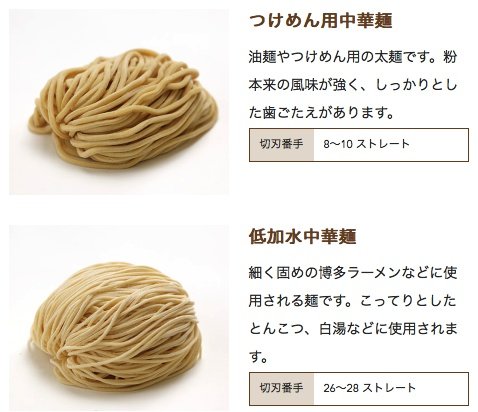 つけめん用中華麺
油麺やつけめん用の太麺です。粉
本来の風味が強く、しっかりとし
た歯ごたえがあります。
切刃番手 8〜10 ストレート
低加水中華麺
細く固めの博多ラーメンなどに使
用される麺です。こってりとした
とんこつ、白湯などに使用されま
す。
切刃番手 26〜28 ストレート